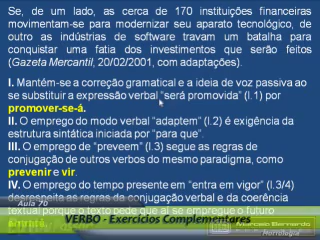 Se, de um lado, as cerca de 170 instituições financeiras
movimentam-se para modernizar seu aparato tecnológico, de
outro as indústrias de software travam um batalha para
conquistar uma fatia dos investimentos que serão feitos
(Gazeta Mercantil, 20/02/2001, com adaptações).
I. Mantém-se a correção gramatical e a ideia de voz passiva ao
se substituir a expressão verbal “será promovida” (l.1) por
promover-se-á.
II. O emprego do modo verbal “adaptem” (l.2) é exigência da
estrutura sintática iniciada por “para que”.
III. O emprego de “preveem” (l.3) segue as regras de
conjugação de outros verbos do mesmo paradigma, como
prevenir e vir.
IV. O emprego do tempo presente em “entra em vigor” (l.3/4)
desrespeita as regras da conjugação verbal e da coerência
textual porque o texto pede que aí se empregue o futuro
Aula 70
VERBO - Exercícios Complementares
Marcelo Bernardo